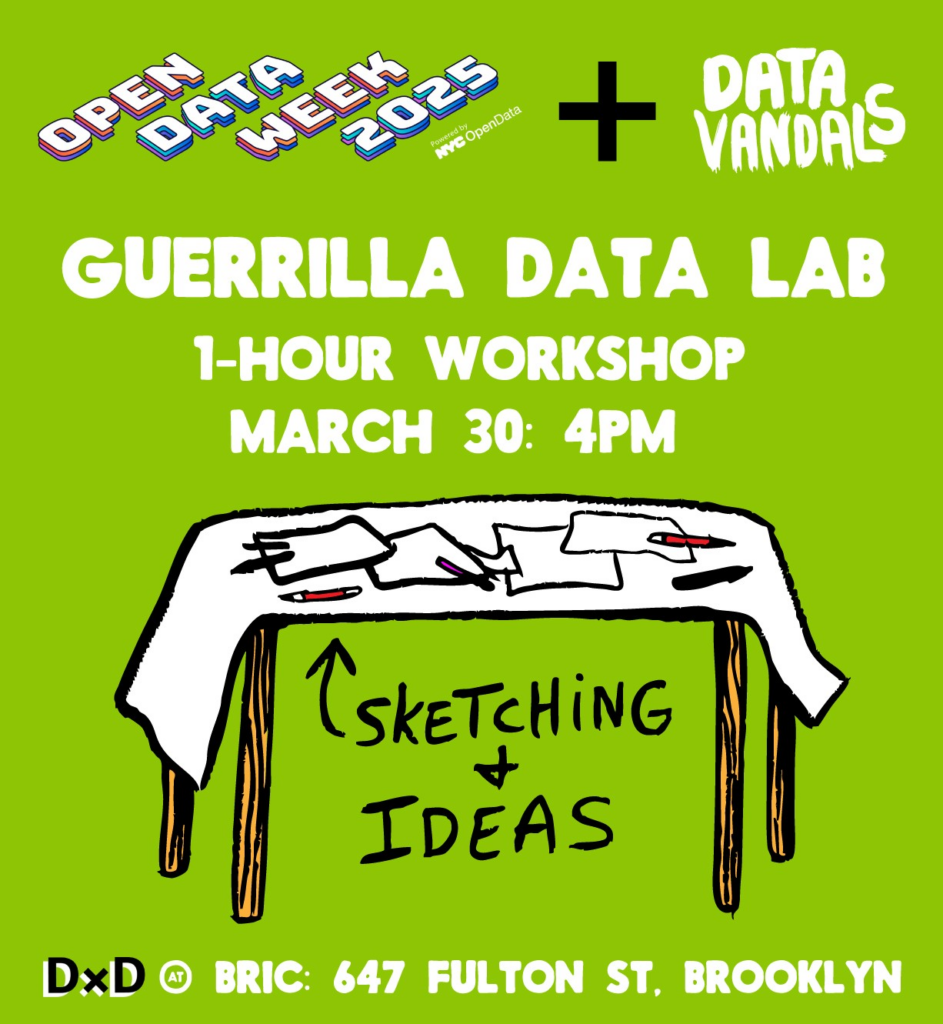 OPEN DATA WEEK 2025
Powered by
NYC OpenData
+
DATA VANDALS
GUERRILLA DATA LAB
1-HOUR WORKSHOP
MARCH 30: 4PM
SKETCHING
+
IDEAS
DxD AT BRIC: 647 FULTON ST, BROOKLYN